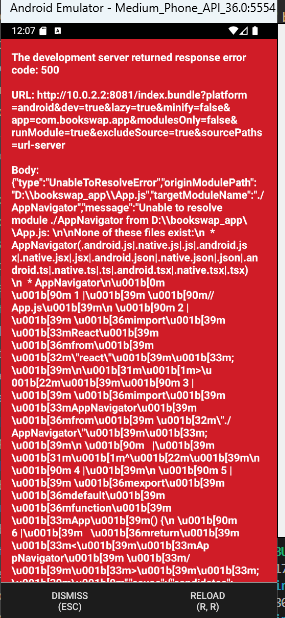 Android Emulator - Medium_Phone_API_36.0:5554
12:07
The development server returned response error
code: 500
URL: http://10.0.2.2:8081/index.bundle?platform
=android&dev=true&lazy=true&minify=false&
app=com.bookswap.app&modulesOnly=false&
runModule=true&excludeSource=true&sourcePaths
=url-server
Body:
{"type":"UnableToResolveError","originModulePath":
"D:\\bookswap_app\\App.js","targetModuleName":"./
AppNavigator","message":"Unable to resolve
module ./AppNavigator from D:\\bookswap_app\
\App.js: \n\nNone of these files exist:\n  *
AppNavigator(.android.js|.native.js|.js|.android.js
x|.native.jsx|.jsx|.android.json|.native.json|.json|.an
droid.ts|.native.ts|.ts|.android.tsx|.native.tsx|.tsx)
\n  * AppNavigator\n\u001b[0m
\u001b[90m 1 |\u001b[39m \u001b[90m//
App.js\u001b[39m\n \u001b[90m 2 |
\u001b[39m \u001b[36mimport\u001b[39m
\u001b[33mReact\u001b[39m
\u001b[36mfrom\u001b[39m
\u001b[32m\"react\"\u001b[39m\u001b[33m;
\u001b[39m\n\u001b[31m\u001b[1m>\u
001b[22m\u001b[39m\u001b[90m 3 |
\u001b[39m \u001b[36mimport\u001b[39m
\u001b[33mAppNavigator\u001b[39m
\u001b[36mfrom\u001b[39m \u001b[32m\"./
AppNavigator\"\u001b[39m\u001b[33m;
\u001b[39m\n \u001b[90m   |\u001b[39m
\u001b[31m\u001b[1m^\u001b[22m\u001b[39m\n
\u001b[90m 4 |\u001b[39m\n \u001b[90m 5 |
\u001b[39m \u001b[36mexport\u001b[39m
\u001b[36mdefault\u001b[39m
\u001b[36mfunction\u001b[39m
\u001b[33mApp\u001b[39m() {\n \u001b[90m
6 |\u001b[39m   \u001b[36mreturn\u001b[39m
\u001b[33m<\u001b[39m\u001b[33mAp
pNavigator\u001b[39m \u001b[33m/
\u001b[39m\u001b[33m>\u001b[39m\u001b[33m;
DISMISS
(ESC)
RELOAD
(R, R)